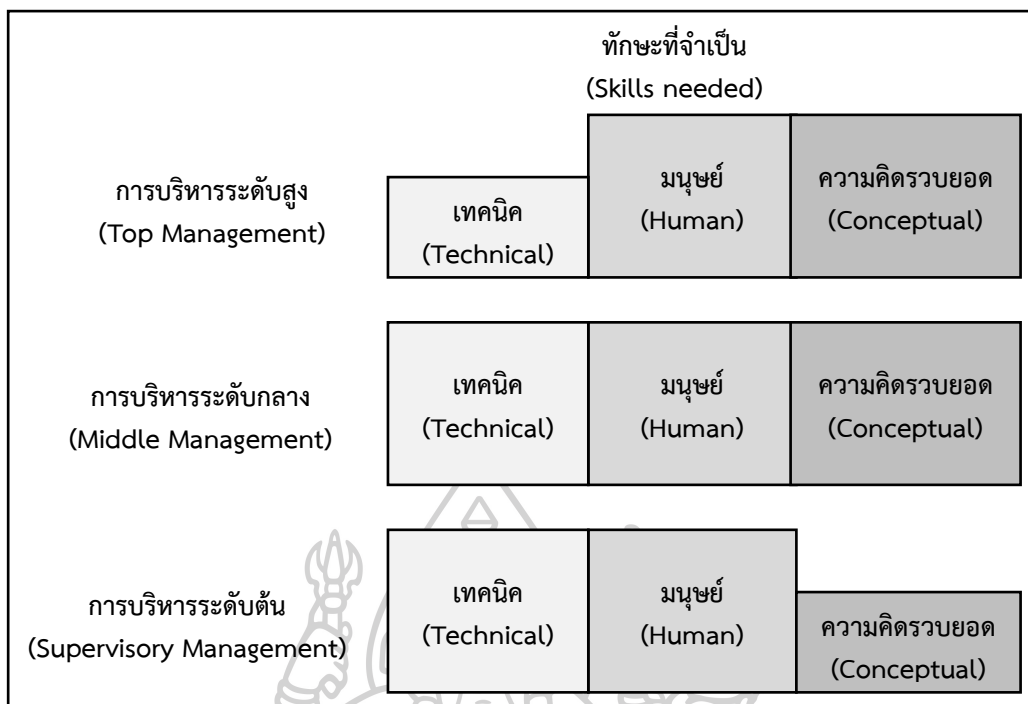 ทักษะที่จำเป็น
(Skills needed)
การบริหารระดับสูง
(Top Management)
เทคนิค
(Technical)
มนุษย์
(Human)
ความคิดรวบยอด
(Conceptual)
การบริหารระดับกลาง
(Middle Management)
เทคนิค
(Technical)
มนุษย์
(Human)
ความคิดรวบยอด
(Conceptual)
การบริหารระดับต้น
(Supervisory Management)
เทคนิค
(Technical)
มนุษย์
(Human)
ความคิดรวบยอด
(Conceptual)